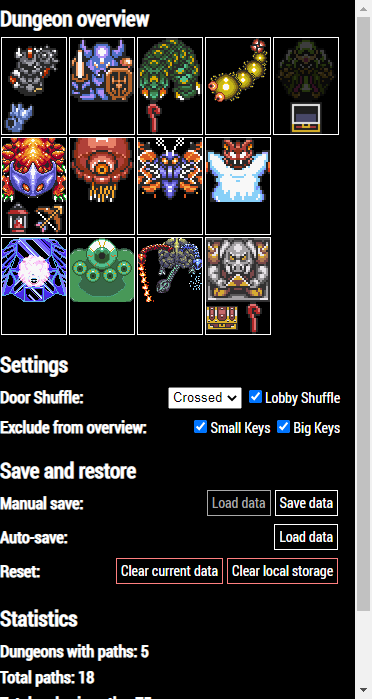 Dungeon overview
Settings
Door Shuffle: Crossed Lobby Shuffle
Exclude from overview: Small Keys Big Keys
Save and restore
Manual save: Load data Save data
Auto-save: Load data
Reset: Clear current data Clear local storage
Statistics
Dungeons with paths: 5
Total paths: 18